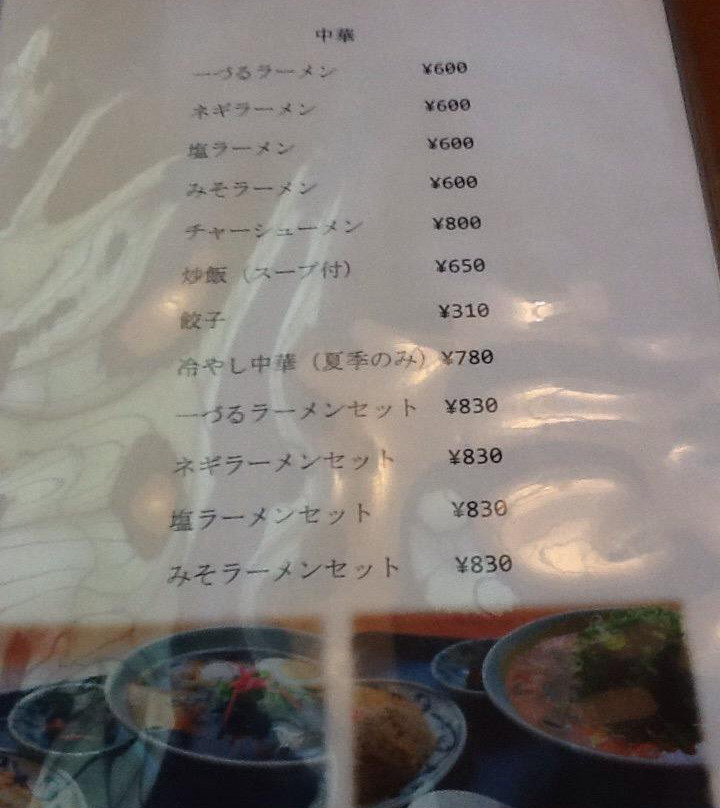 中華
一づるラーメン ¥600
ネギラーメン ¥600
塩ラーメン ¥600
みそラーメン ¥600
チャーシューメン ¥800
炒飯（スープ付） ¥650
餃子 ¥310
冷やし中華（夏季のみ） ¥780
一づるラーメンセット ¥830
ネギラーメンセット ¥830
塩ラーメンセット ¥830
みそラーメンセット ¥830